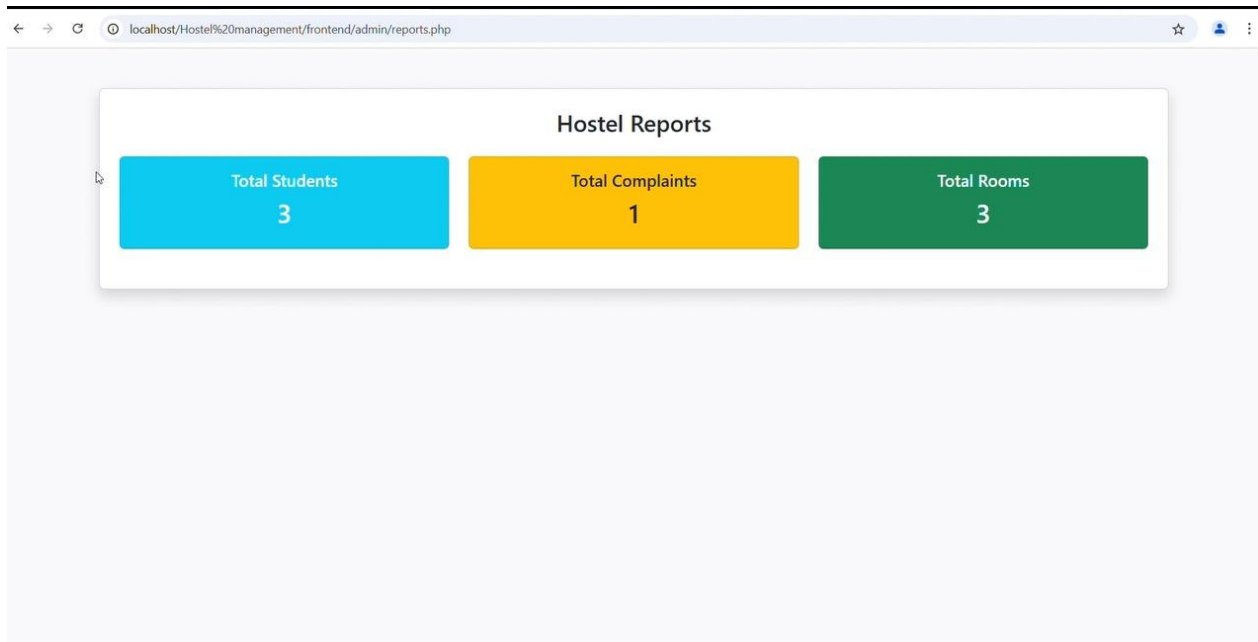 localhost/Hostel%20management/frontend/admin/reports.php
Hostel Reports
Total Students
3
Total Complaints
1
Total Rooms
3